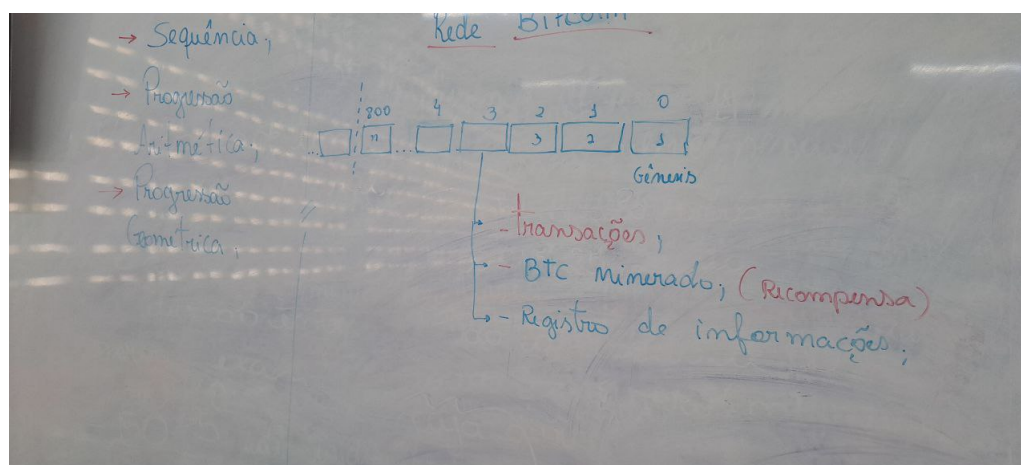 → Sequência;
Rede BITCOIN
→ Progressão
Aritmética;
→ Progressão
Geométrica;
800 4 3 2 1 0
... n ... 3 2 1
Gênesis
- Transações;
- BTC Minerado; (Recompensa)
- Registro de informações;